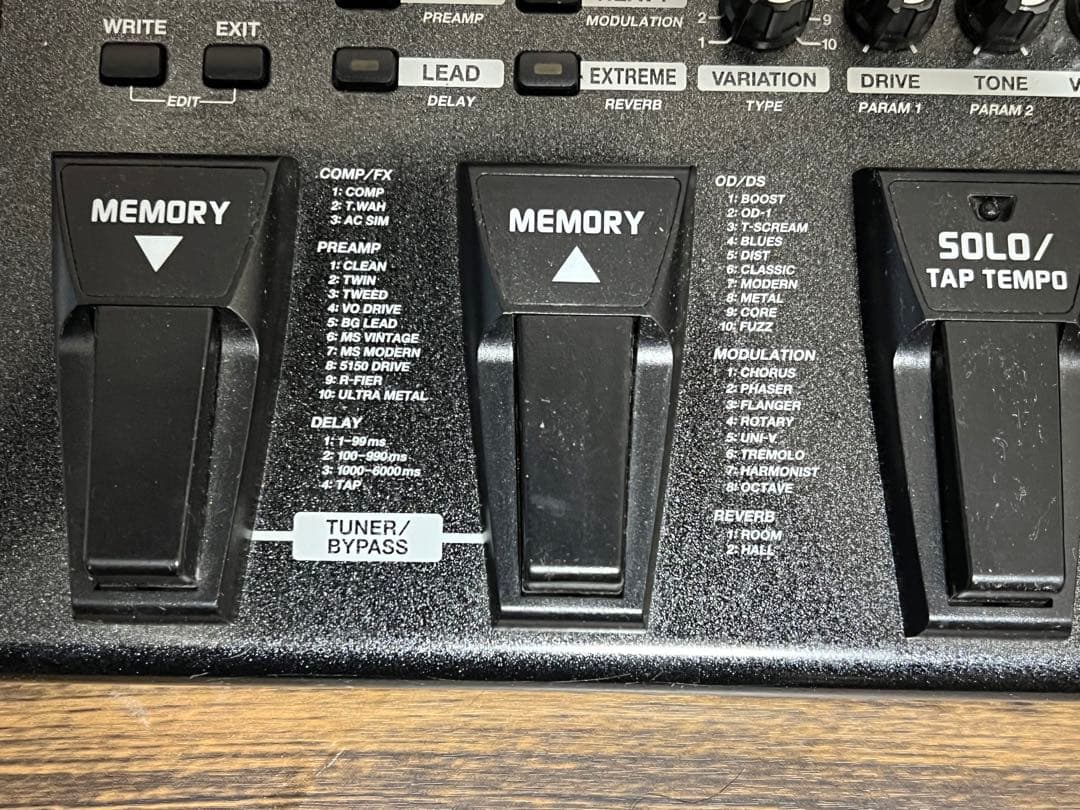 WRITE
EXIT
EDIT
PREAMP
MODULATION
LEAD
DELAY
EXTREME
REVERB
2
9
1
10
VARIATION
TYPE
DRIVE
PARAM 1
TONE
PARAM 2
MEMORY
COMP/FX
1: COMP
2: T.WAH
3: AC SIM
PREAMP
1: CLEAN
2: TWIN
3: TWEED
4: VO DRIVE
5: BG LEAD
6: MS VINTAGE
7: MS MODERN
8: 5150 DRIVE
9: R-FIER
10: ULTRA METAL
DELAY
1: 1-99ms
2: 100-990ms
3: 1000-6000ms
4: TAP
TUNER/
BYPASS
MEMORY
OD/DS
1: BOOST
2: OD-1
3: T-SCREAM
4: BLUES
5: DIST
6: CLASSIC
7: MODERN
8: METAL
9: CORE
10: FUZZ
MODULATION
1: CHORUS
2: PHASER
3: FLANGER
4: ROTARY
5: UNI-V
6: TREMOLO
7: HARMONIST
8: OCTAVE
REVERB
1: ROOM
2: HALL
SOLO/
TAP TEMPO